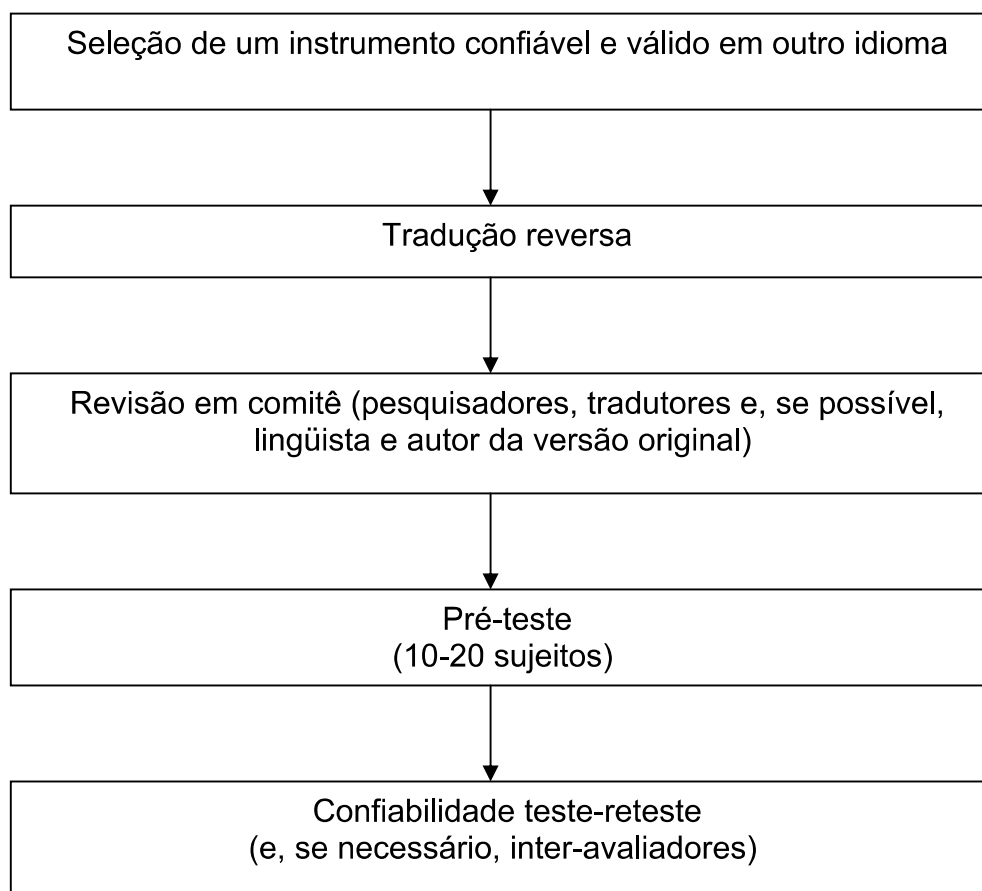 Seleção de um instrumento confiável e válido em outro idioma
Tradução reversa
Revisão em comitê (pesquisadores, tradutores e, se possível,
lingüista e autor da versão original)
Pré-teste
(10-20 sujeitos)
Confiabilidade teste-reteste
(e, se necessário, inter-avaliadores)